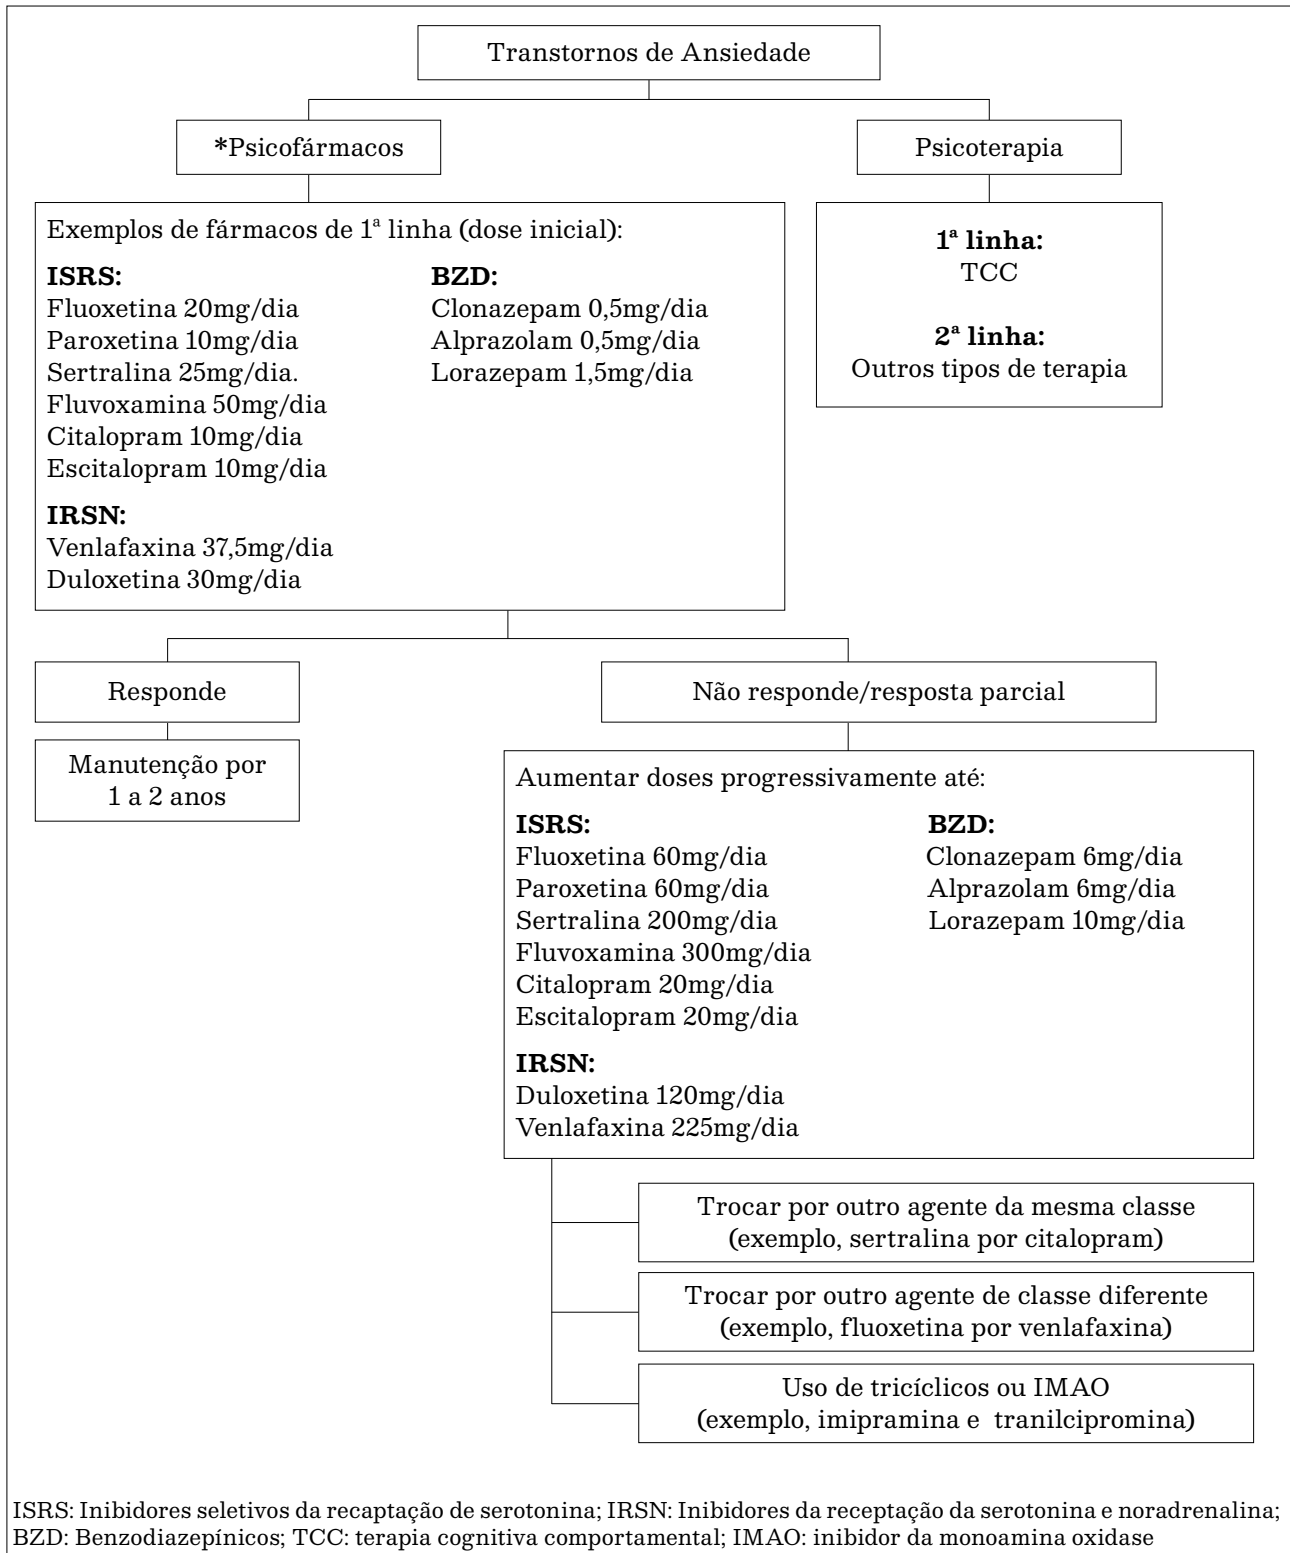 Transtornos de Ansiedade
*Psicofármacos
Psicoterapia
Exemplos de fármacos de 1ª linha (dose inicial):
ISRS:
Fluoxetina 20mg/dia
Paroxetina 10mg/dia
Sertralina 25mg/dia.
Fluvoxamina 50mg/dia
Citalopram 10mg/dia
Escitalopram 10mg/dia
IRSN:
Venlafaxina 37,5mg/dia
Duloxetina 30mg/dia
BZD:
Clonazepam 0,5mg/dia
Alprazolam 0,5mg/dia
Lorazepam 1,5mg/dia
1ª linha:
TCC
2ª linha:
Outros tipos de terapia
Responde
Manutenção por
1 a 2 anos
Não responde/resposta parcial
Aumentar doses progressivamente até:
ISRS:
Fluoxetina 60mg/dia
Paroxetina 60mg/dia
Sertralina 200mg/dia
Fluvoxamina 300mg/dia
Citalopram 20mg/dia
Escitalopram 20mg/dia
IRSN:
Duloxetina 120mg/dia
Venlafaxina 225mg/dia
BZD:
Clonazepam 6mg/dia
Alprazolam 6mg/dia
Lorazepam 10mg/dia
Trocar por outro agente da mesma classe
(exemplo, sertralina por citalopram)
Trocar por outro agente de classe diferente
(exemplo, fluoxetina por venlafaxina)
Uso de tricíclicos ou IMAO
(exemplo, imipramina e tranilcipromina)
ISRS: Inibidores seletivos da recaptação de serotonina; IRSN: Inibidores da receptação da serotonina e noradrenalina;
BZD: Benzodiazepínicos; TCC: terapia cognitiva comportamental; IMAO: inibidor da monoamina oxidase